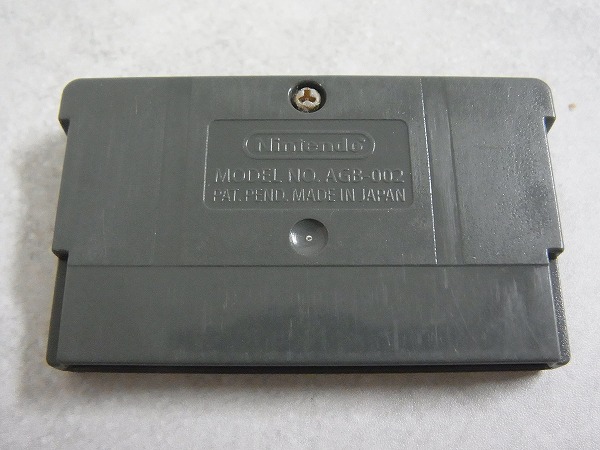 Nintendo
MODEL NO. AGB-002
PAT. PEND. MADE IN JAPAN